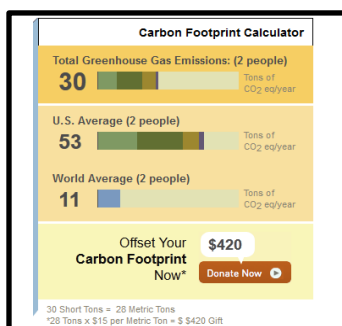 Carbon Footprint Calculator
Total Greenhouse Gas Emissions: (2 people)
30
Tons of
CO2 eq/year
U.S. Average (2 people)
53
Tons of
CO2 eq/year
World Average (2 people)
11
Tons of
CO2 eq/year
Offset Your
Carbon Footprint
Now*
$420
Donate Now
30 Short Tons = 28 Metric Tons
*28 Tons x $15 per Metric Ton = $ $420 Gift